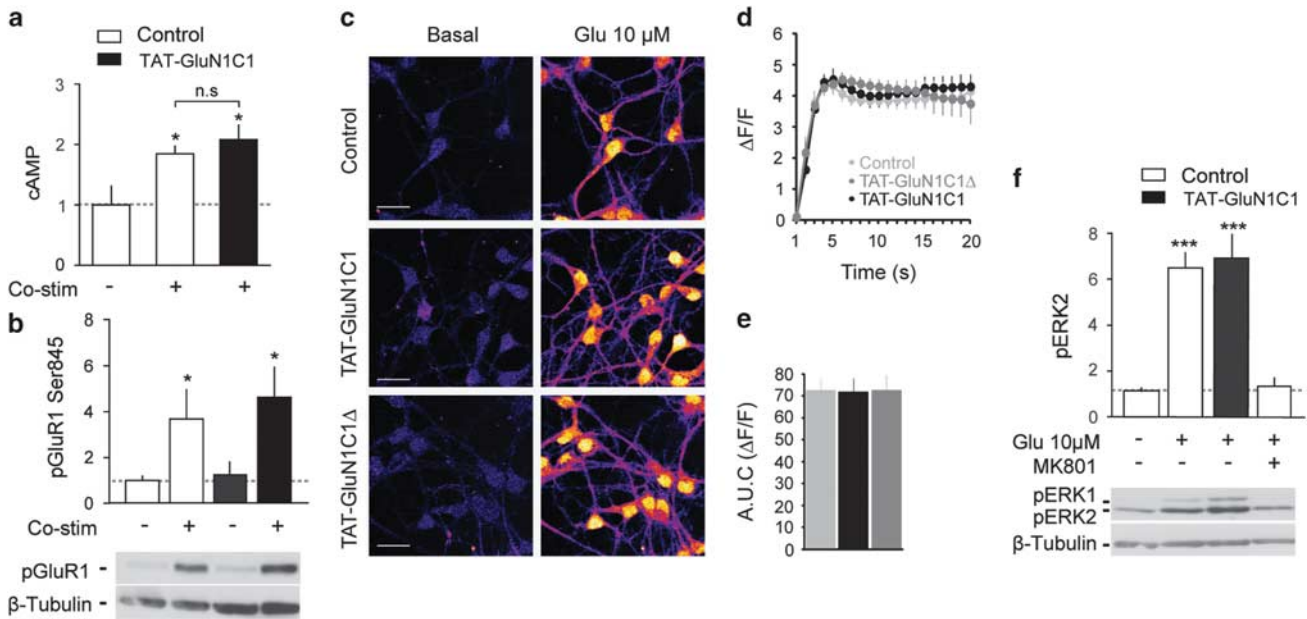 a
Control
TAT-GluN1C1
n.s
* *
cAMP
3
2
1
0
Co-stim - + +
b
pGluR1 Ser845
8
6
4
2
0
* *
Co-stim - + - +
pGluR1 -
β-Tubulin -
c
Basal Glu 10 µM
Control
TAT-GluN1C1
TAT-GluN1C1Δ
d
ΔF/F
6
5
4
3
2
1
0
Control
TAT-GluN1C1Δ
TAT-GluN1C1
1 5 10 15 20
Time (s)
e
A.U.C (ΔF/F)
80
70
60
50
40
30
20
10
0
f
Control
TAT-GluN1C1
pERK2
8
6
4
2
0
*** ***
Glu 10µM - + + +
MK801 - - - +
pERK1 -
pERK2 -
β-Tubulin -